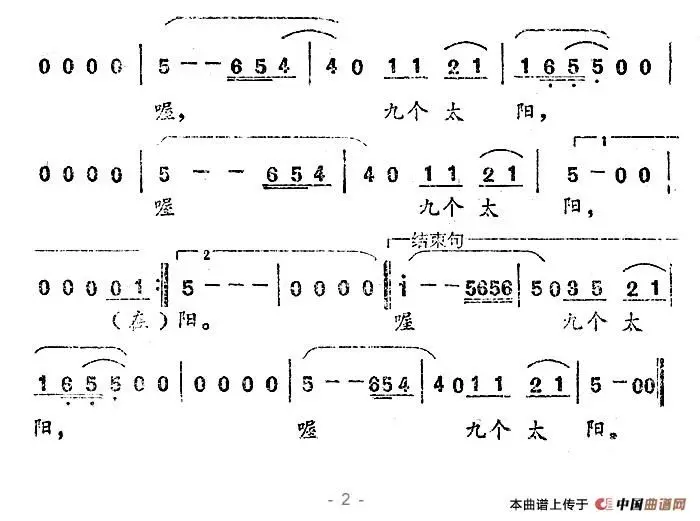 0 0 0 0 | 5 - - 6 5 4 | 4 0 1 1 2 1 | 1 6 5 5 0 0 |
喔, 九个太 阳,
0 0 0 0 | 5 - - 6 5 4 | 4 0 1 1 2 1 | 5 - 0 0
喔 九个太 阳,
1
2
结束句
0 0 0 0 1 :‖ 5 - - - | 0 0 0 0 ‖ i - - 5656 | 5 0 3 5 2 1 |
(在)阳。 喔 九个太
1 6 5 5 0 0 | 0 0 0 0 | 5 - - 6 5 4 | 4 0 1 1 2 1 | 5 - 0 0 ‖
阳, 喔 九个太 阳。
- 2 -
本曲谱上传于 中国曲谱网